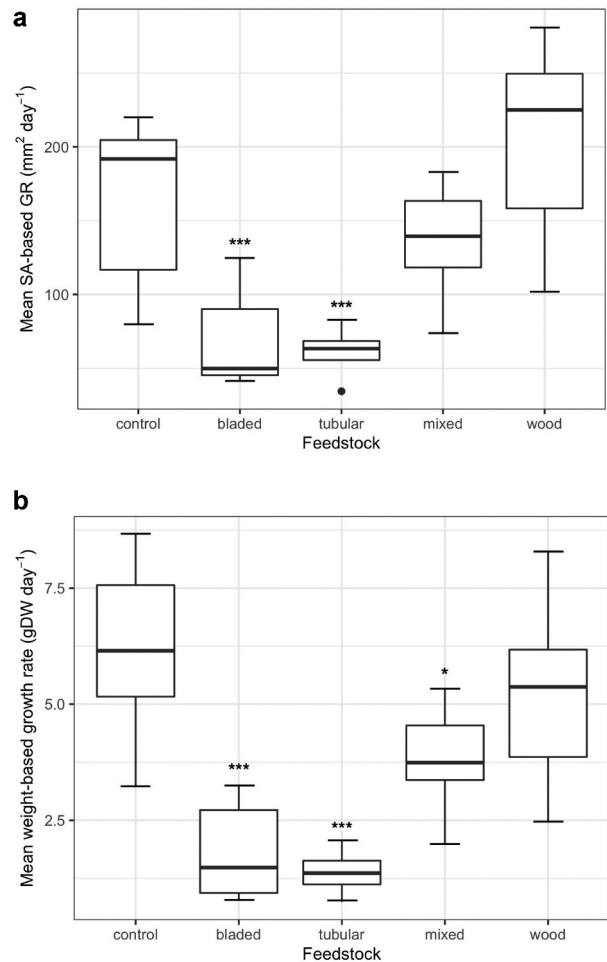 a
Mean SA-based GR (mm² day⁻¹)
200
100
***
***
control bladed tubular mixed wood
Feedstock
b
Mean weight-based growth rate (gDW day⁻¹)
7.5
5.0
2.5
*
***
***
control bladed tubular mixed wood
Feedstock